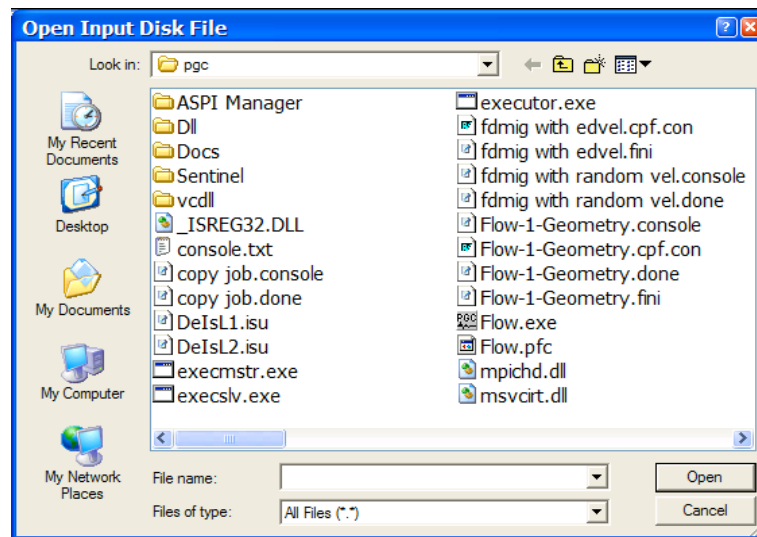 Open Input Disk File
Look in: pgc
My Recent
Documents
Desktop
My Documents
My Computer
My Network
Places
ASPI Manager
Dll
Docs
Sentinel
vcdll
_ISREG32.DLL
console.txt
copy job.console
copy job.done
DeIsL1.isu
DeIsL2.isu
execmstr.exe
execslv.exe
executor.exe
fdmig with edvel.cpf.con
fdmig with edvel.fini
fdmig with random vel.console
fdmig with random vel.done
Flow-1-Geometry.console
Flow-1-Geometry.cpf.con
Flow-1-Geometry.done
Flow-1-Geometry.fini
PGC Flow.exe
Flow.pfc
mpichd.dll
msvcirt.dll
File name:
Open
Files of type: All Files (*.*)
Cancel